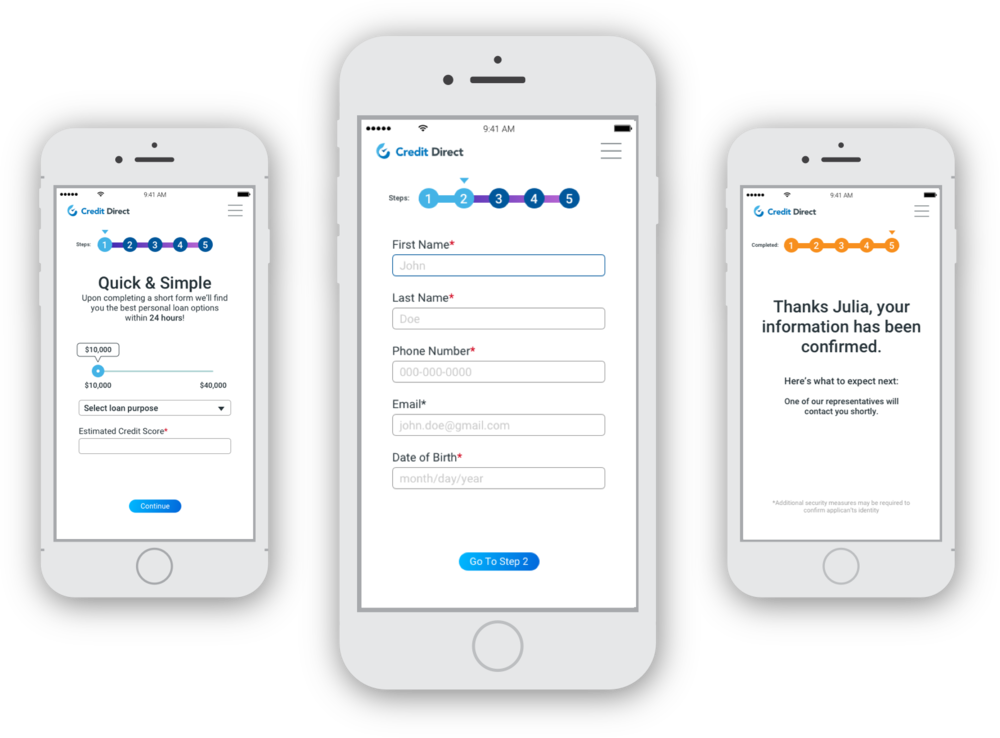 9:41 AM
Credit Direct
Steps: 1 2 3 4 5
Quick & Simple
Upon completing a short form we'll find
you the best personal loan options
within 24 hours!
$10,000
$10,000 $40,000
Select loan purpose
Estimated Credit Score*
Continue
9:41 AM
Credit Direct
Steps: 1 2 3 4 5
First Name*
John
Last Name*
Doe
Phone Number*
000-000-0000
Email*
john.doe@gmail.com
Date of Birth*
month/day/year
Go To Step 2
9:41 AM
Credit Direct
Completed: 1 2 3 4 5
Thanks Julia, your
information has been
confirmed.
Here's what to expect next:
One of our representatives will
contact you shortly.
*Additional security measures may be required to
confirm applican'ts identity